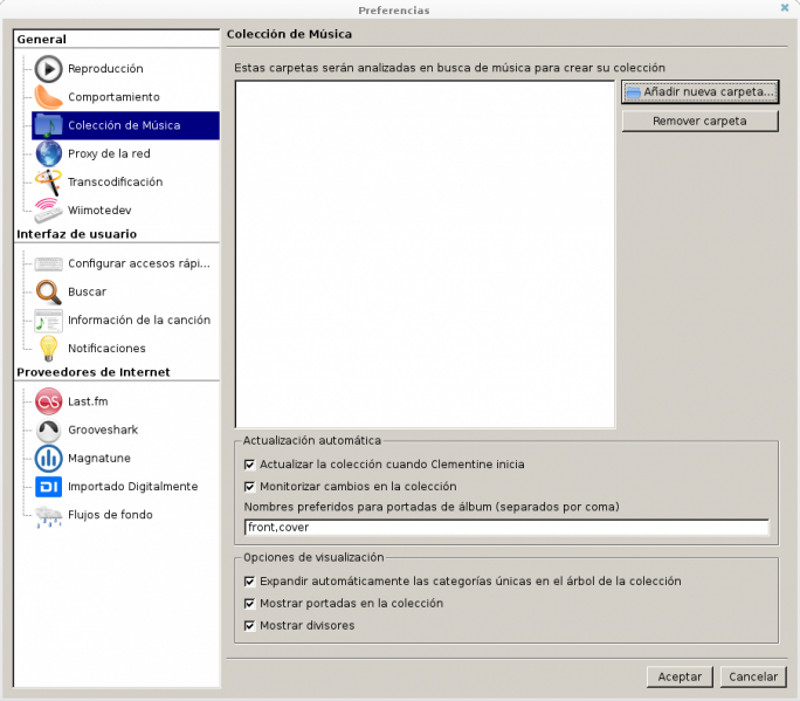 Preferencias
General
Reproducción
Comportamiento
Colección de Música
Proxy de la red
Transcodificación
Wiimotedev
Interfaz de usuario
Configurar accesos rápi...
Buscar
Información de la canción
Notificaciones
Proveedores de Internet
Last.fm
Grooveshark
Magnatune
DI Importado Digitalmente
Flujos de fondo
Colección de Música
Estas carpetas serán analizadas en busca de música para crear su colección
Añadir nueva carpeta...
Remover carpeta
Actualización automática
Actualizar la colección cuando Clementine inicia
Monitorizar cambios en la colección
Nombres preferidos para portadas de álbum (separados por coma)
front,cover
Opciones de visualización
Expandir automáticamente las categorías únicas en el árbol de la colección
Mostrar portadas en la colección
Mostrar divisores
Aceptar Cancelar